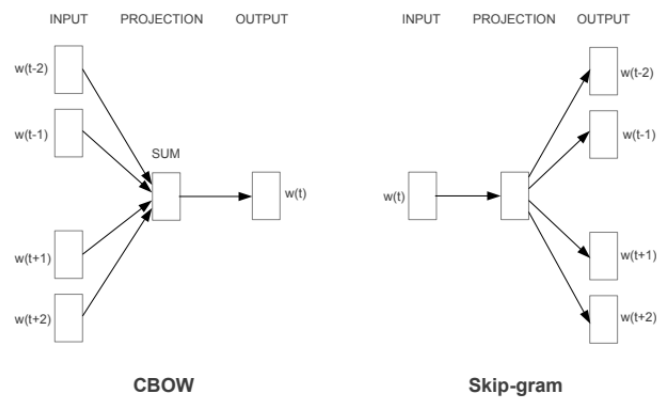 INPUT PROJECTION OUTPUT
w(t-2)
w(t-1)
SUM
w(t)
w(t+1)
w(t+2)
CBOW
INPUT PROJECTION OUTPUT
w(t-2)
w(t-1)
w(t)
w(t+1)
w(t+2)
Skip-gram